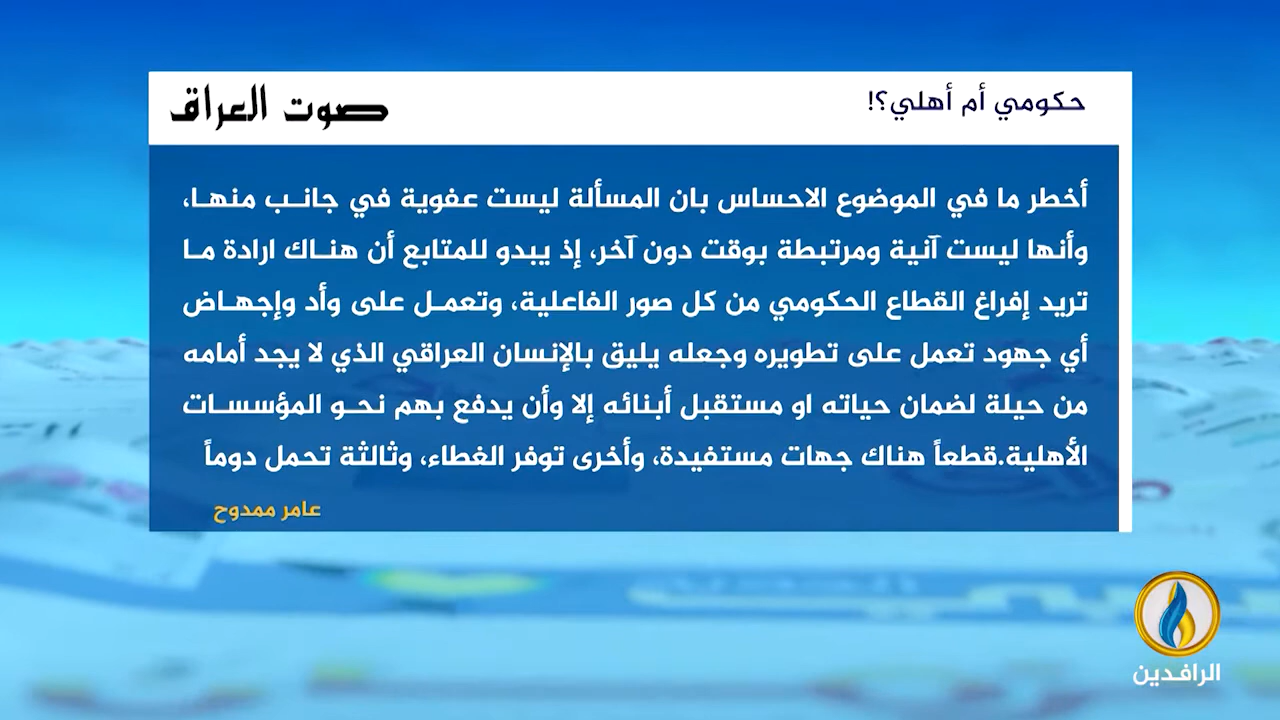 حكومي أم أهلي؟!
صوت العراق
أخطر ما في الموضوع الاحساس بان المسألة ليست عفوية في جانب منها،
وأنها ليست آنية ومرتبطة بوقت دون آخر، إذ يبدو للمتابع أن هناك ارادة ما
تريد إفراغ القطاع الحكومي من كل صور الفاعلية، وتعمل على وأد وإجهاض
أي جهود تعمل على تطويره وجعله يليق بالإنسان العراقي الذي لا يجد أمامه
من حيلة لضمان حياته او مستقبل أبنائه إلا وأن يدفع بهم نحو المؤسسات
الأهلية.قطعاً هناك جهات مستفيدة، وأخرى توفر الغطاء، وثالثة تحمل دوماً
عامر ممدوح
الرافدين